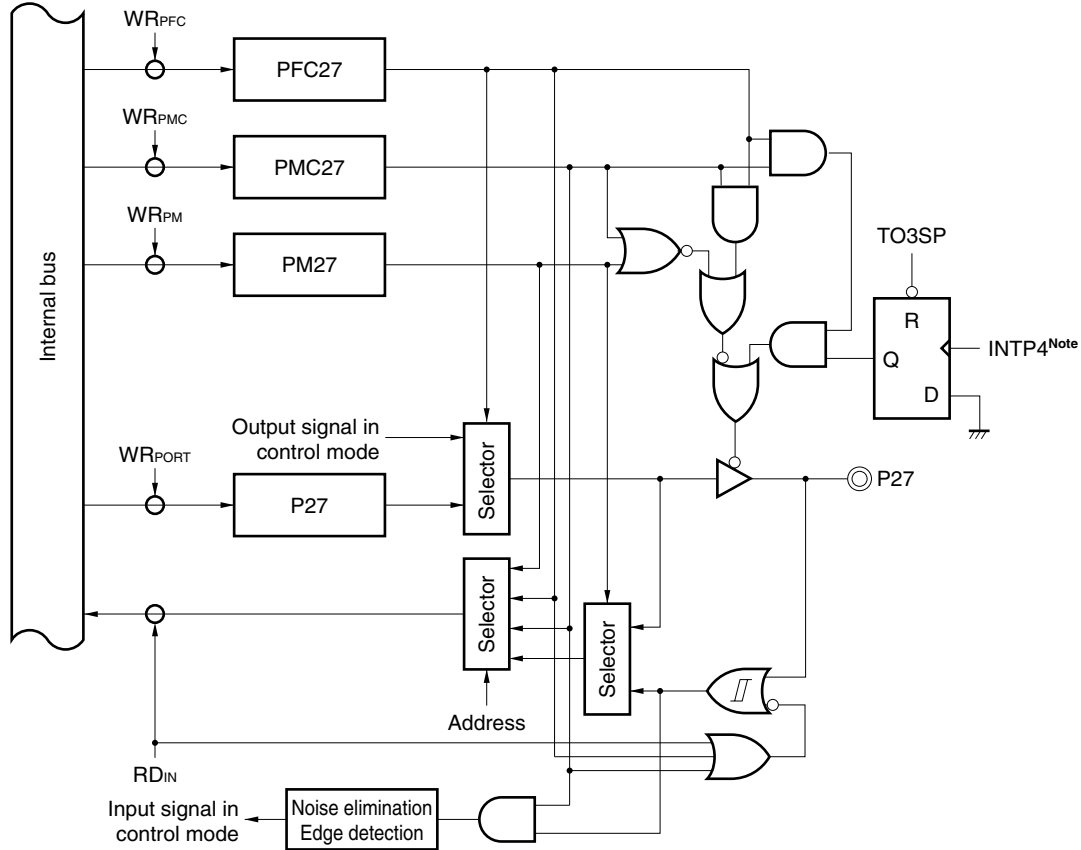 WRPFC
PFC27
WRPMC
PMC27
WRPM
PM27
Internal bus
TO3SP
R
INTP4Note
Q
D
Output signal in
control mode
Selector
WRPORT
P27
P27
Selector
Selector
Address
RDIN
Input signal in
control mode
Noise elimination
Edge detection